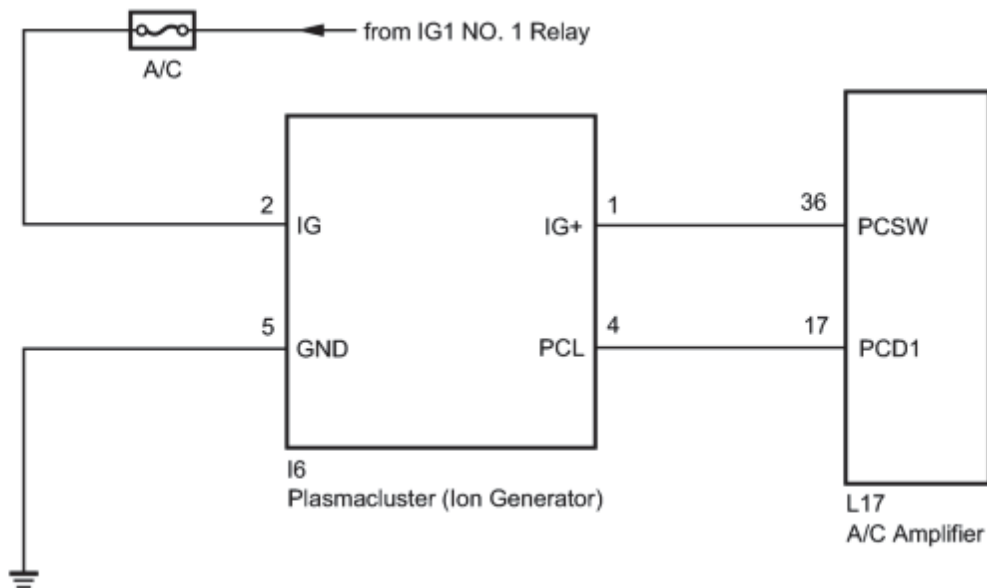 from IG1 NO. 1 Relay
A/C
2
IG
IG+
1
36
PCSW
5
GND
PCL
4
17
PCD1
I6
Plasmacluster (Ion Generator)
L17
A/C Amplifier